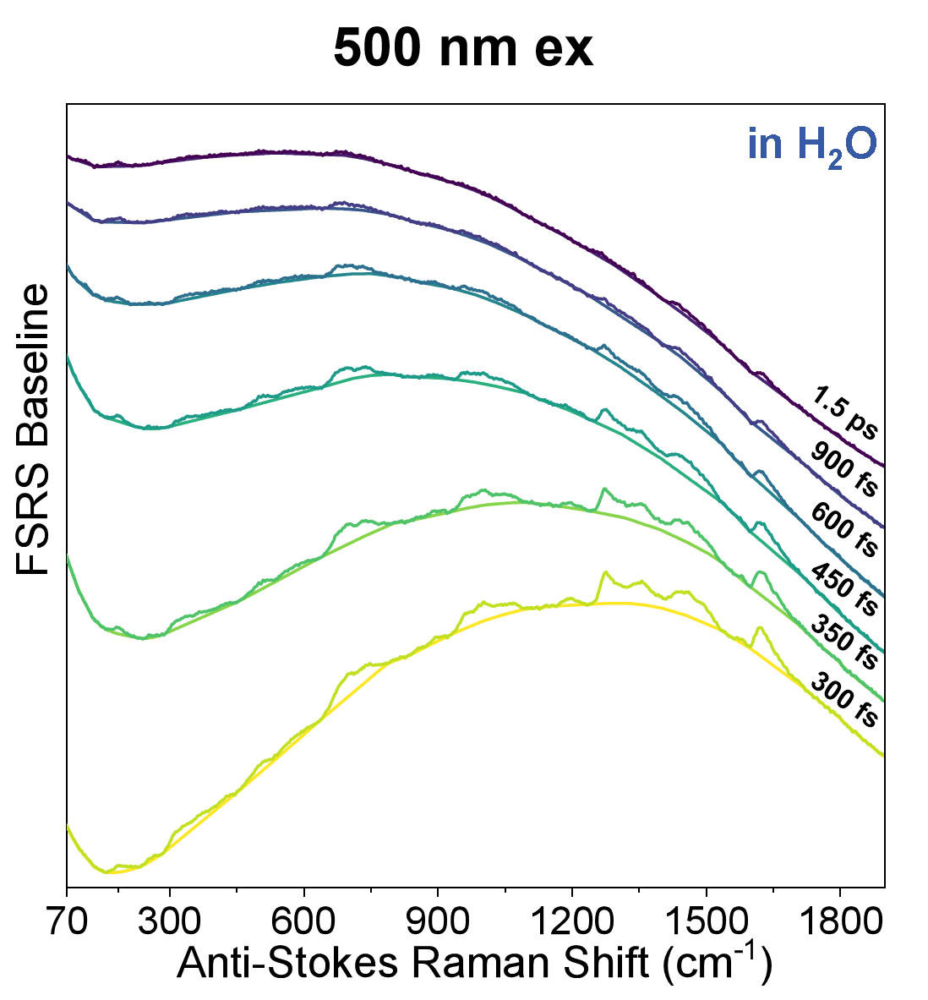 500 nm ex
in H₂O
FSRS Baseline
1.5 ps
900 fs
600 fs
450 fs
350 fs
300 fs
70 300 600 900 1200 1500 1800
Anti-Stokes Raman Shift (cm⁻¹)